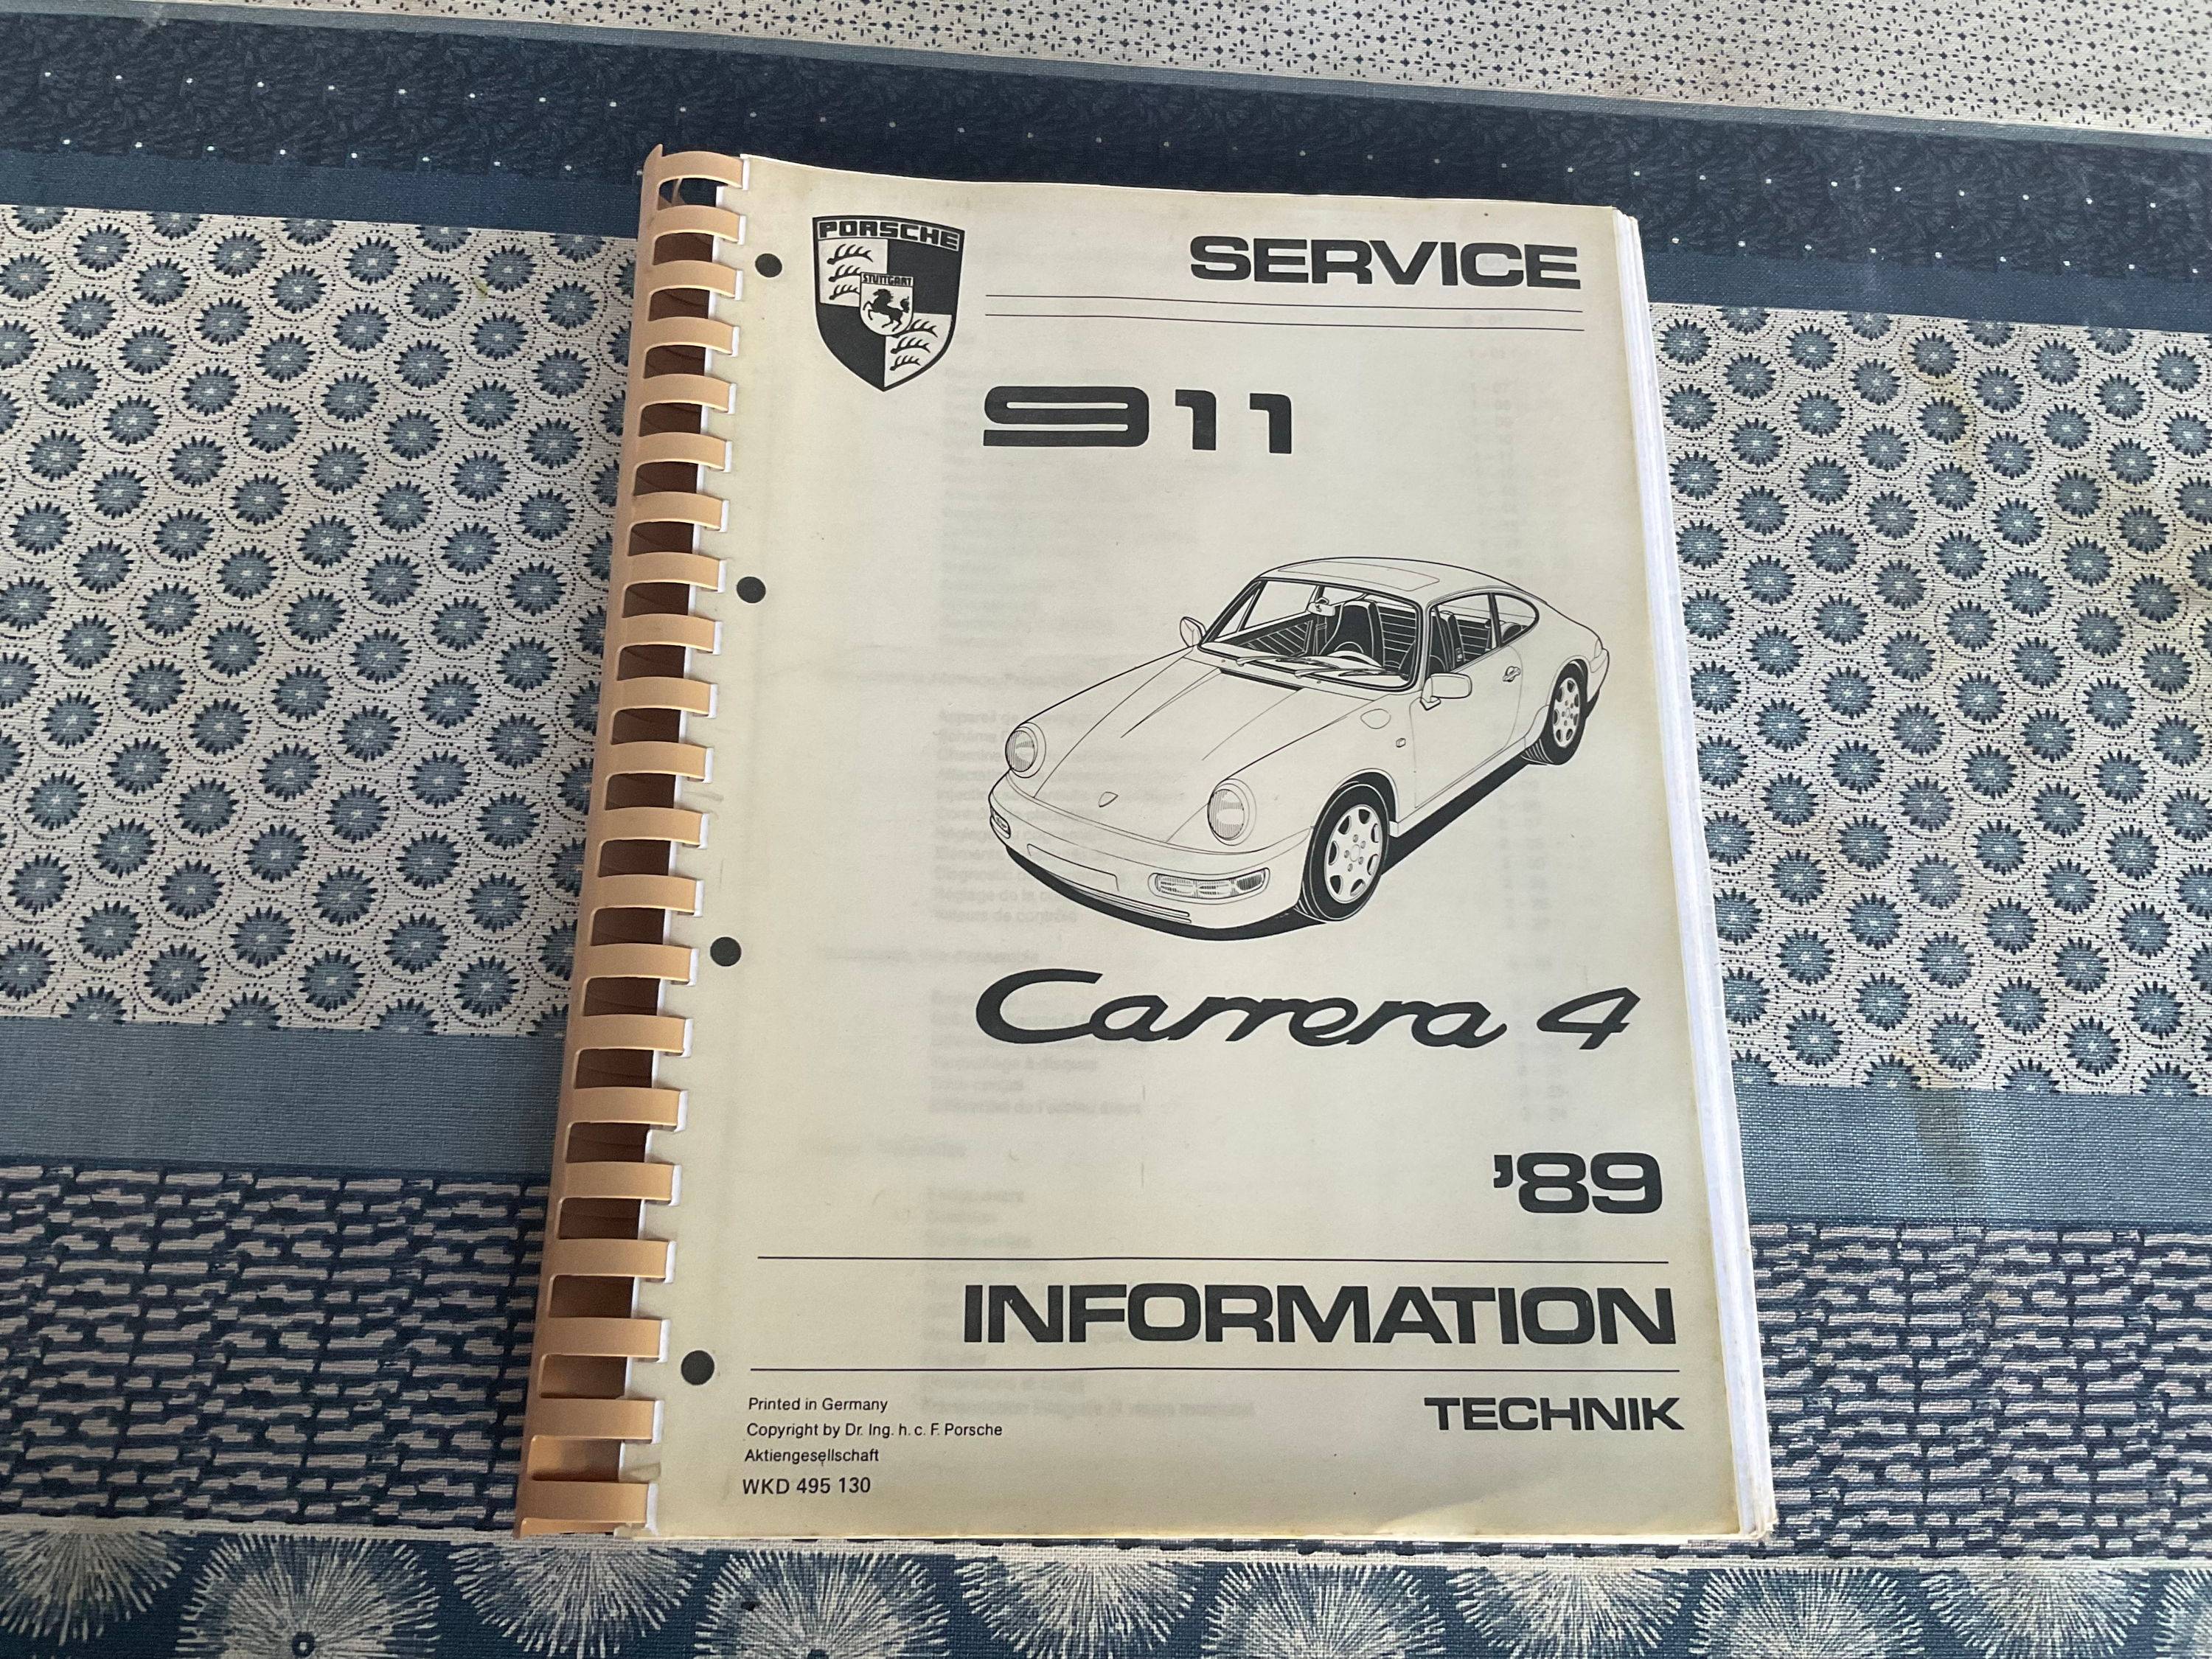 PORSCHE
STUTTGART
SERVICE
911
Carrera 4
'89
INFORMATION
TECHNIK
Printed in Germany
Copyright by Dr. Ing. h. c. F. Porsche
Aktiengesellschaft
WKD 495 130